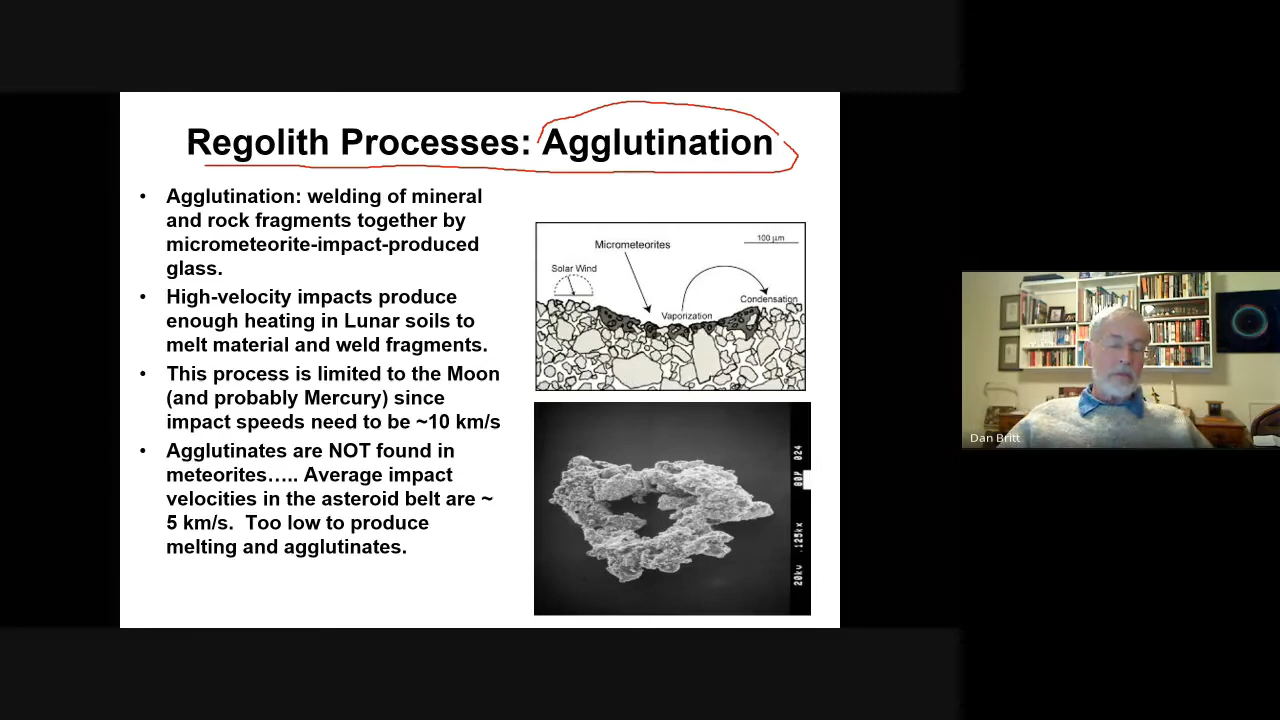 Regolith Processes: Agglutination
• Agglutination: welding of mineral
and rock fragments together by
micrometeorite-impact-produced
glass.
• High-velocity impacts produce
enough heating in Lunar soils to
melt material and weld fragments.
• This process is limited to the Moon
(and probably Mercury) since
impact speeds need to be ~10 km/s
• Agglutinates are NOT found in
meteorites….. Average impact
velocities in the asteroid belt are ~
5 km/s. Too low to produce
melting and agglutinates.
100 µm
Micrometeorites
Solar Wind
Vaporization
Condensation
20kv .125kx 80µ 024
Dan Britt